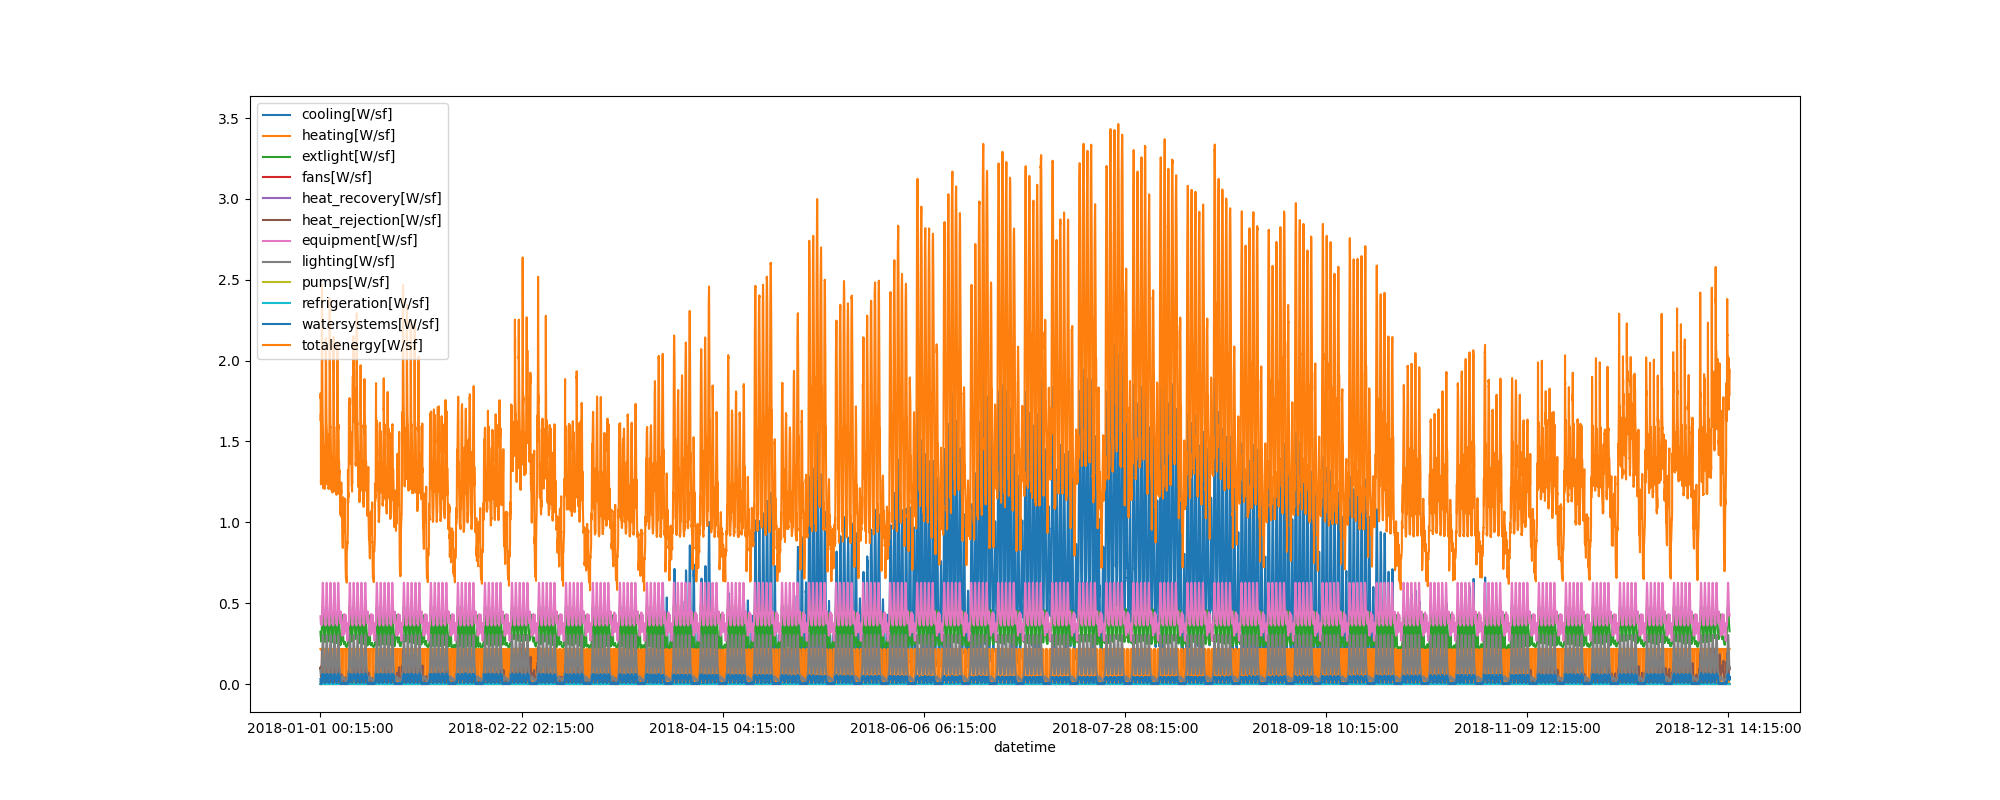 3.5
3.0
2.5
2.0
1.5
1.0
0.5
0.0
cooling[W/sf]
heating[W/sf]
extlight[W/sf]
fans[W/sf]
heat_recovery[W/sf]
heat_rejection[W/sf]
equipment[W/sf]
lighting[W/sf]
pumps[W/sf]
refrigeration[W/sf]
watersystems[W/sf]
totalenergy[W/sf]
2018-01-01 00:15:00 2018-02-22 02:15:00 2018-04-15 04:15:00 2018-06-06 06:15:00 2018-07-28 08:15:00 2018-09-18 10:15:00 2018-11-09 12:15:00 2018-12-31 14:15:00
datetime